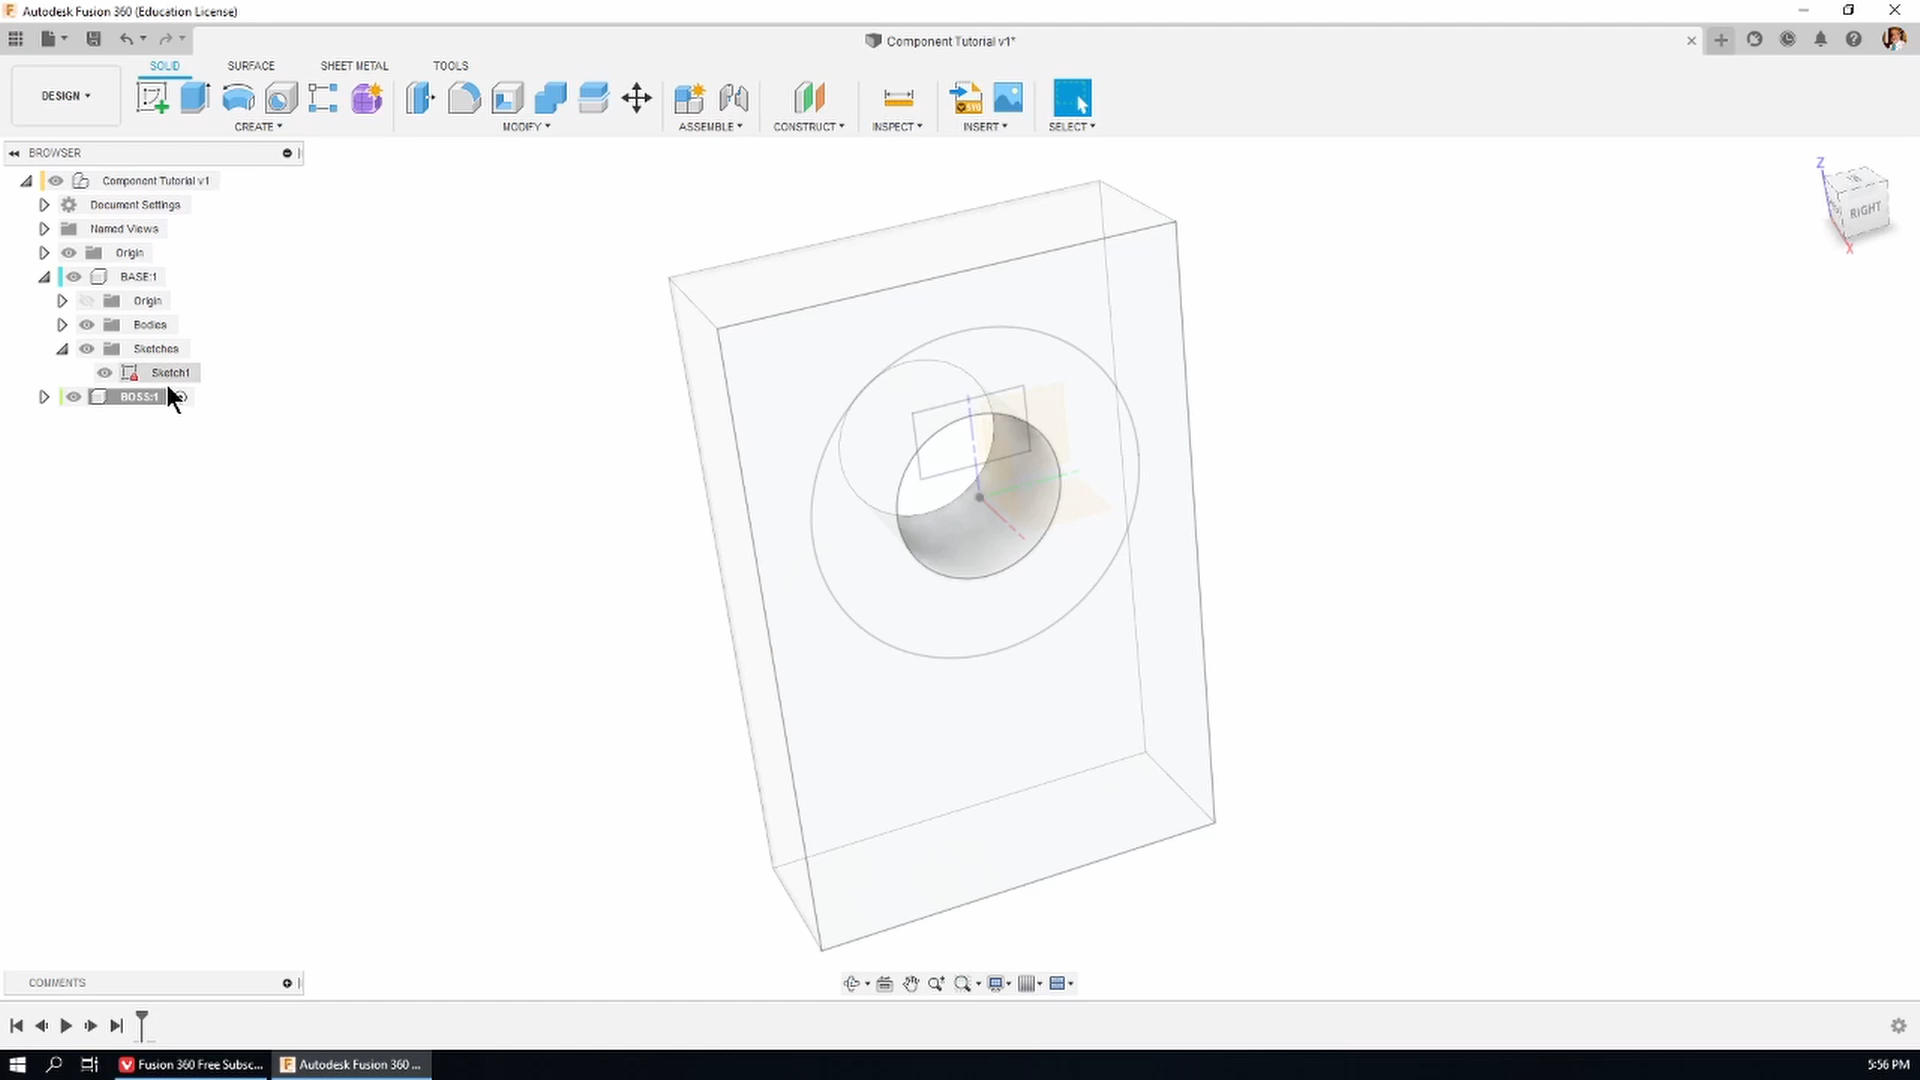 Autodesk Fusion 360 (Education License)
Component Tutorial v1*
SOLID SURFACE SHEET METAL TOOLS
DESIGN
CREATE MODIFY ASSEMBLE CONSTRUCT INSPECT INSERT SELECT
BROWSER
Component Tutorial v1
Document Settings
Named Views
Origin
BASE:1
Origin
Bodies
Sketches
Sketch1
BOSS:1
Z
RIGHT
X
COMMENTS
Fusion 360 Free Subsc...
Autodesk Fusion 360 ...
5:56 PM